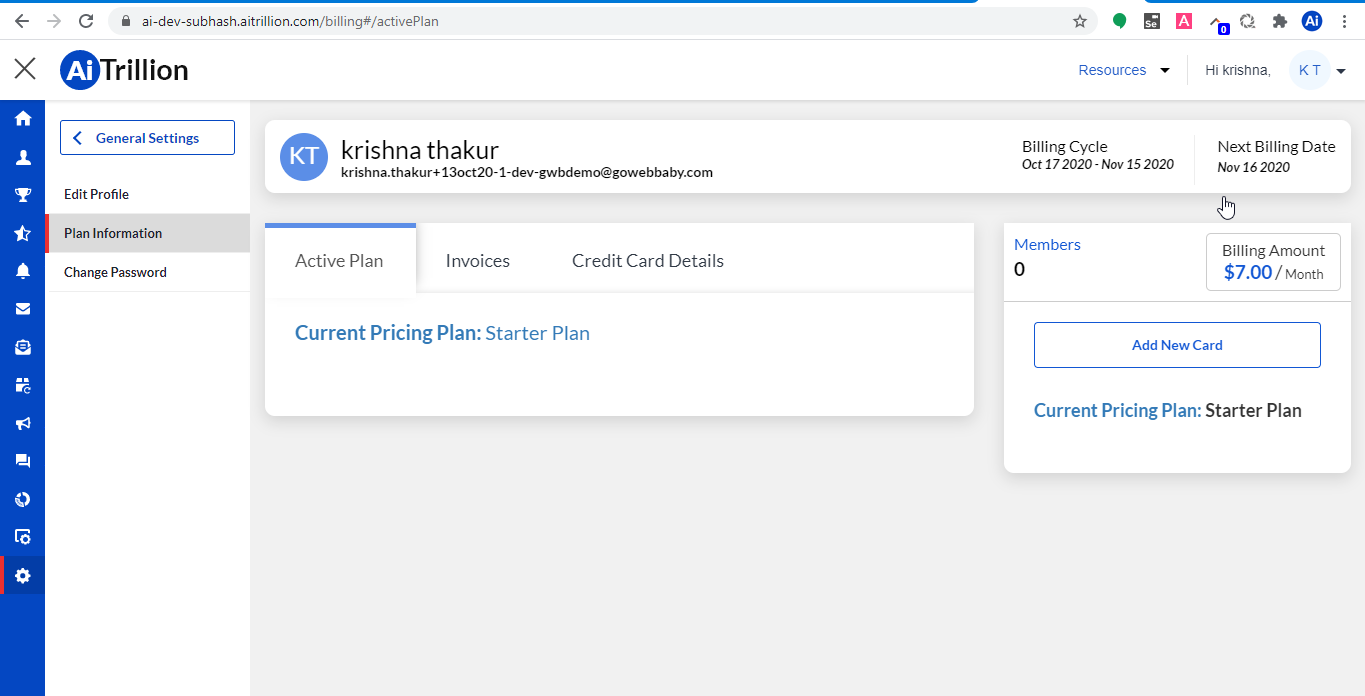 ai-dev-subhash.aitrillion.com/billing#/activePlan
Se
A
0
Ai
AiTrillion
Resources
Hi krishna,
K T
General Settings
Edit Profile
Plan Information
Change Password
KT
krishna thakur
krishna.thakur+13oct20-1-dev-gwbdemo@gowebbaby.com
Billing Cycle
Oct 17 2020 - Nov 15 2020
Next Billing Date
Nov 16 2020
Active Plan
Invoices
Credit Card Details
Current Pricing Plan: Starter Plan
Members
0
Billing Amount
$7.00 / Month
Add New Card
Current Pricing Plan: Starter Plan